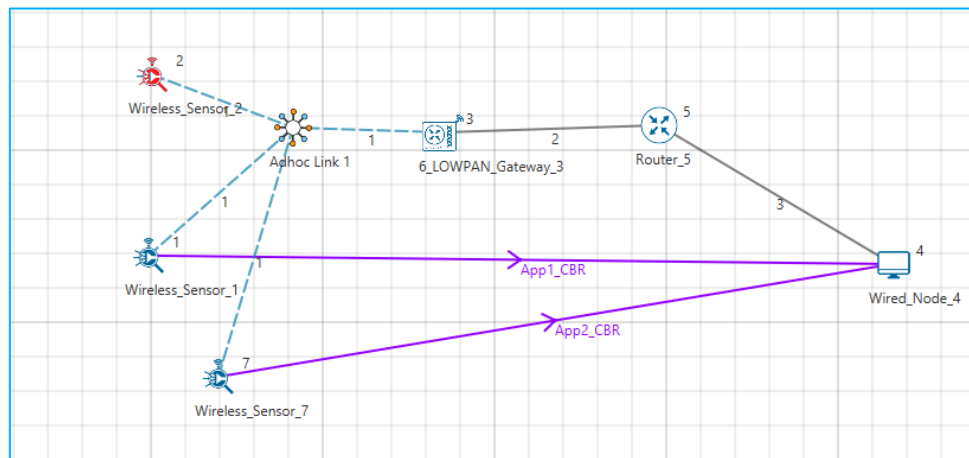 2
Wireless_Sensor_2
1
Adhoc Link 1
1
3
6_LOWPAN_Gateway_3
2
5
Router_5
3
1
1
Wireless_Sensor_1
App1_CBR
1
4
Wired_Node_4
App2_CBR
7
Wireless_Sensor_7